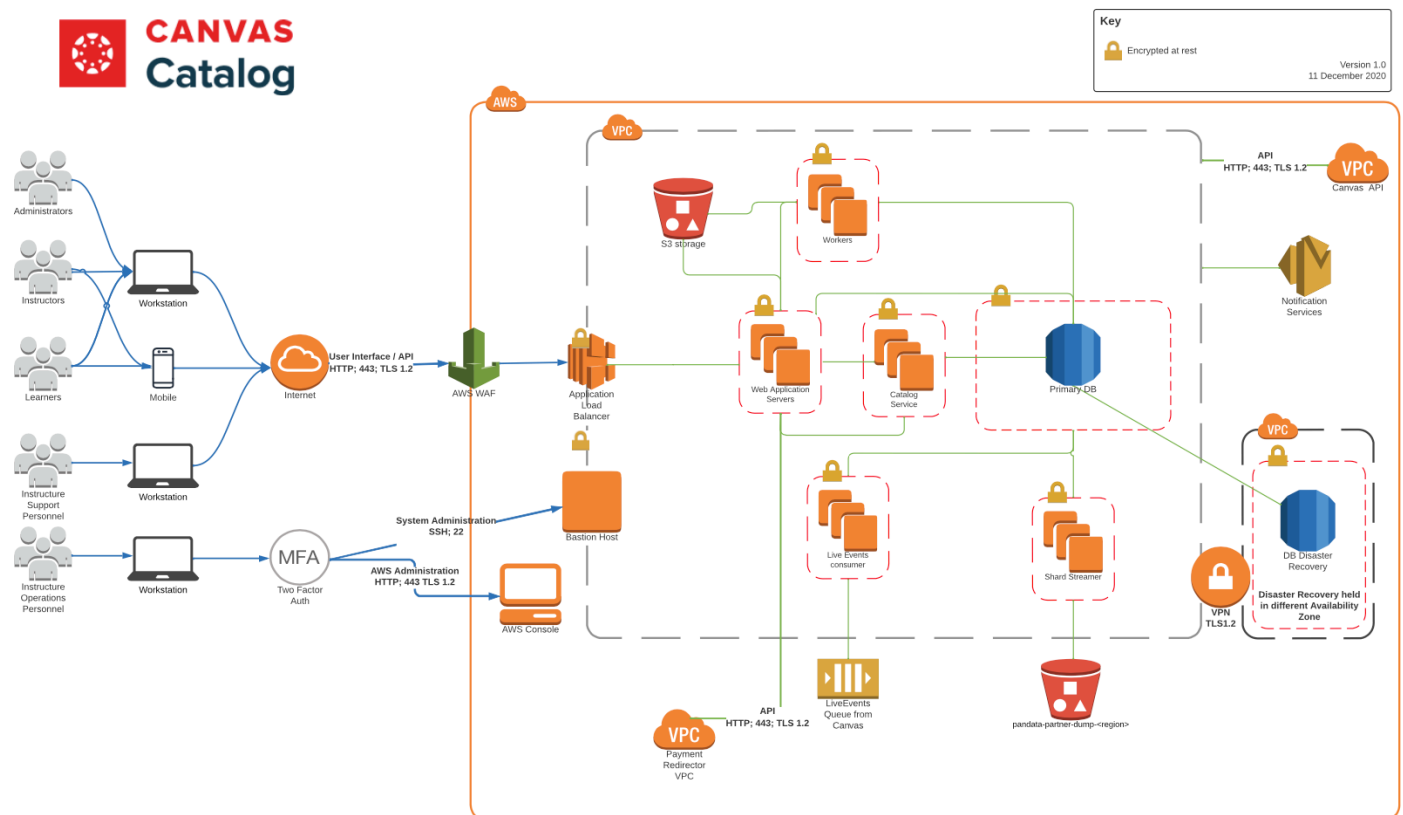 CANVAS
Catalog
Key
Encrypted at rest
Version 1.0
11 December 2020
AWS
VPC
Administrators
Instructors
Learners
Instructure
Support
Personnel
Instructure
Operations
Personnel
Workstation
Mobile
Workstation
Workstation
Internet
MFA
Two Factor
Auth
User Interface / API
HTTP; 443; TLS 1.2
System Administration
SSH; 22
AWS Administration
HTTP; 443 TLS 1.2
AWS WAF
Application
Load
Balancer
Bastion Host
AWS Console
S3 storage
Workers
Web Application
Servers
Catalog
Service
Primary DB
Live Events
consumer
Shard Streamer
API
HTTP; 443; TLS 1.2
VPC
Canvas API
Notification
Services
VPC
DB Disaster
Recovery
Disaster Recovery held
in different Availability
Zone
VPN
TLS1.2
VPC
Payment
Redirector
VPC
API
HTTP; 443; TLS 1.2
LiveEvents
Queue from
Canvas
pandata-partner-dump-<region>